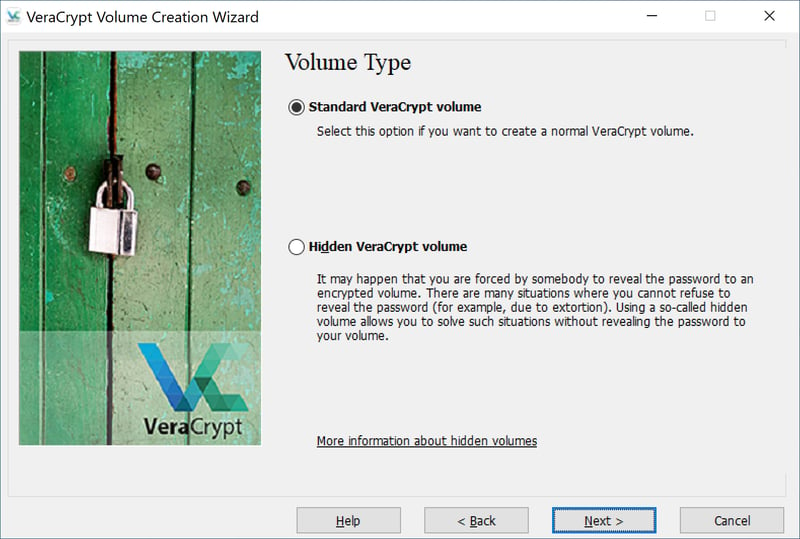 VeraCrypt Volume Creation Wizard
Volume Type
Standard VeraCrypt volume
Select this option if you want to create a normal VeraCrypt volume.
Hidden VeraCrypt volume
It may happen that you are forced by somebody to reveal the password to an
encrypted volume. There are many situations where you cannot refuse to
reveal the password (for example, due to extortion). Using a so-called hidden
volume allows you to solve such situations without revealing the password to
your volume.
VeraCrypt
More information about hidden volumes
Help
< Back
Next >
Cancel